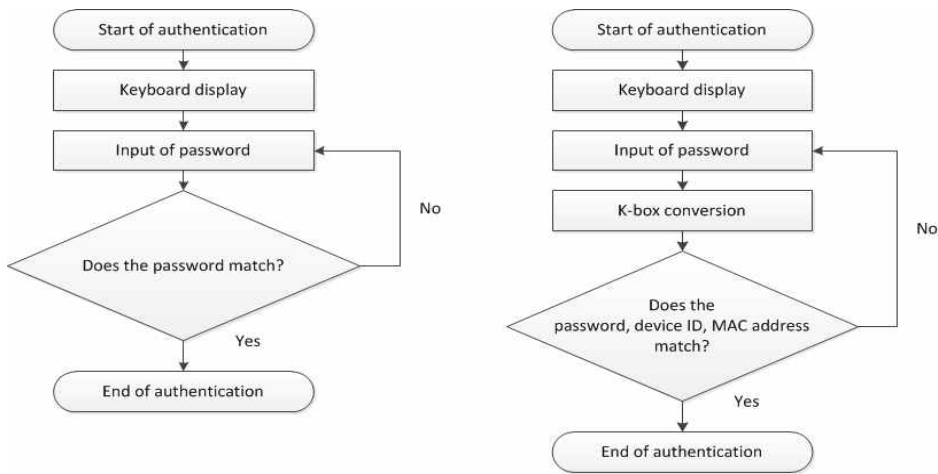 Start of authentication
Keyboard display
Input of password
No
Does the password match?
Yes
End of authentication
Start of authentication
Keyboard display
Input of password
K-box conversion
No
Does the
password, device ID, MAC address
match?
Yes
End of authentication